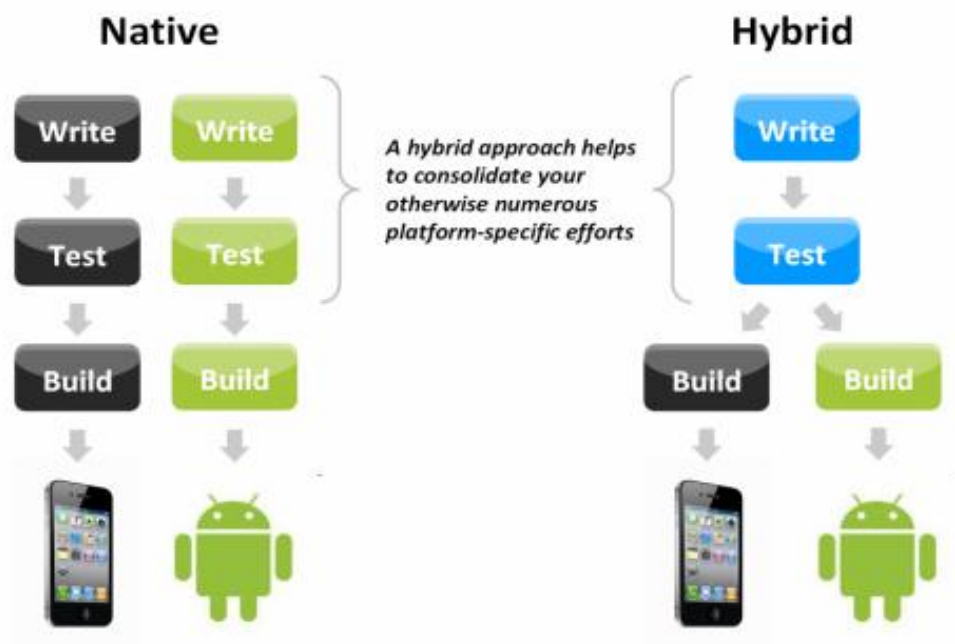 Native
Hybrid
Write
Write
A hybrid approach helps
to consolidate your
otherwise numerous
platform-specific efforts
Write
Test
Test
Test
Build
Build
Build
Build